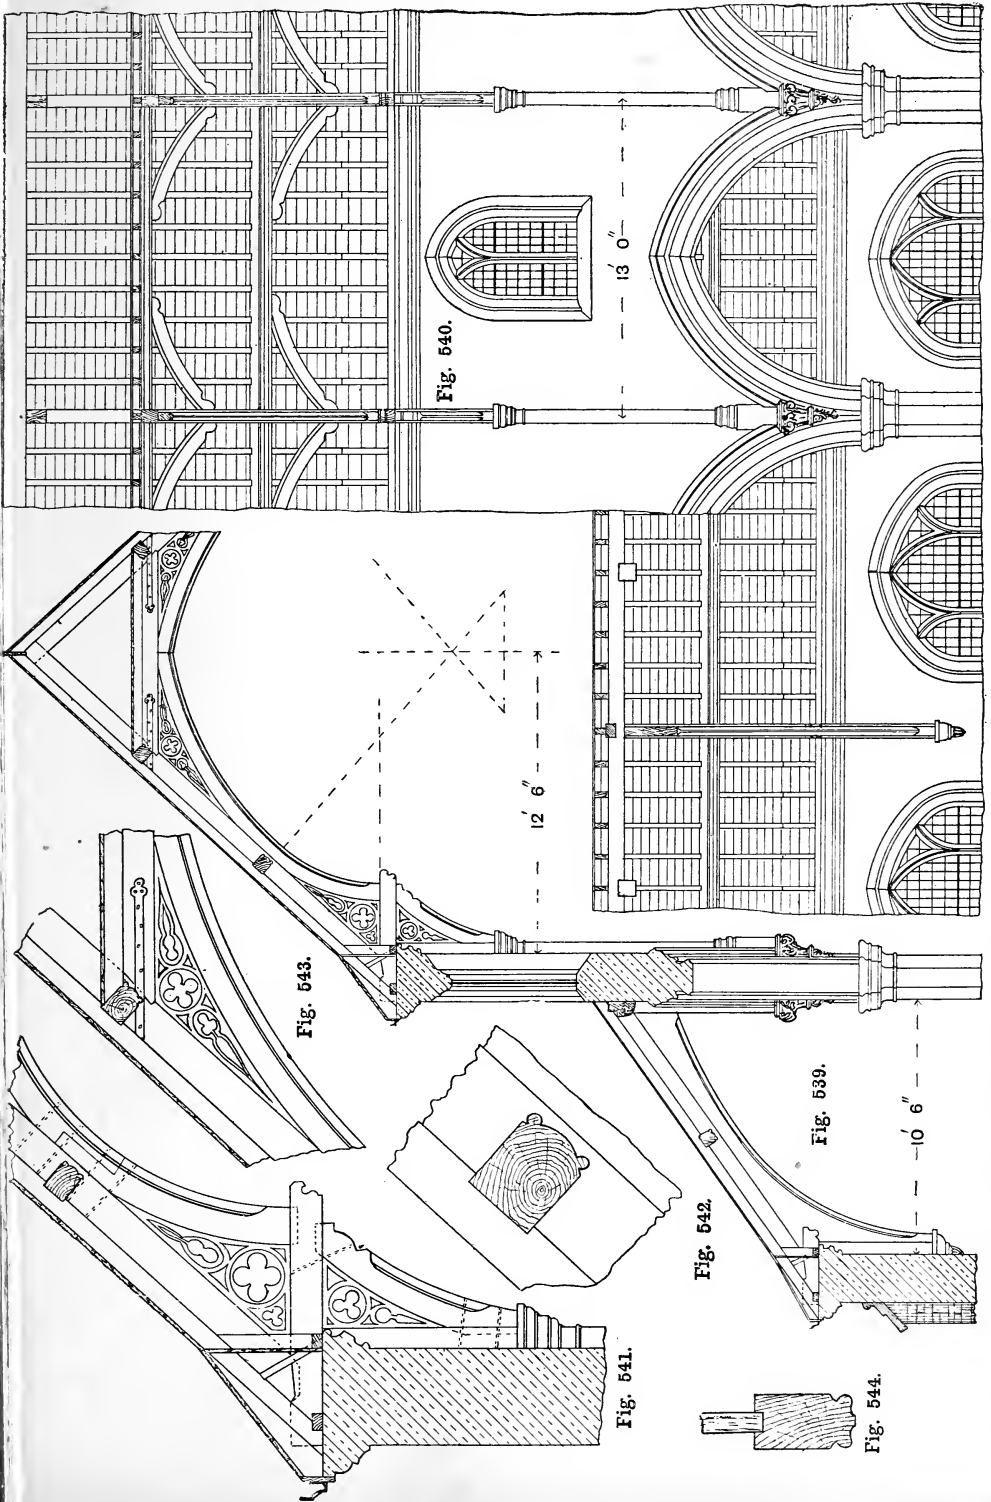 Fig. 540.
13′ 0″
12′ 6″
Fig. 543.
Fig. 539.
10′ 6″
Fig. 542.
Fig. 541.
Fig. 544.